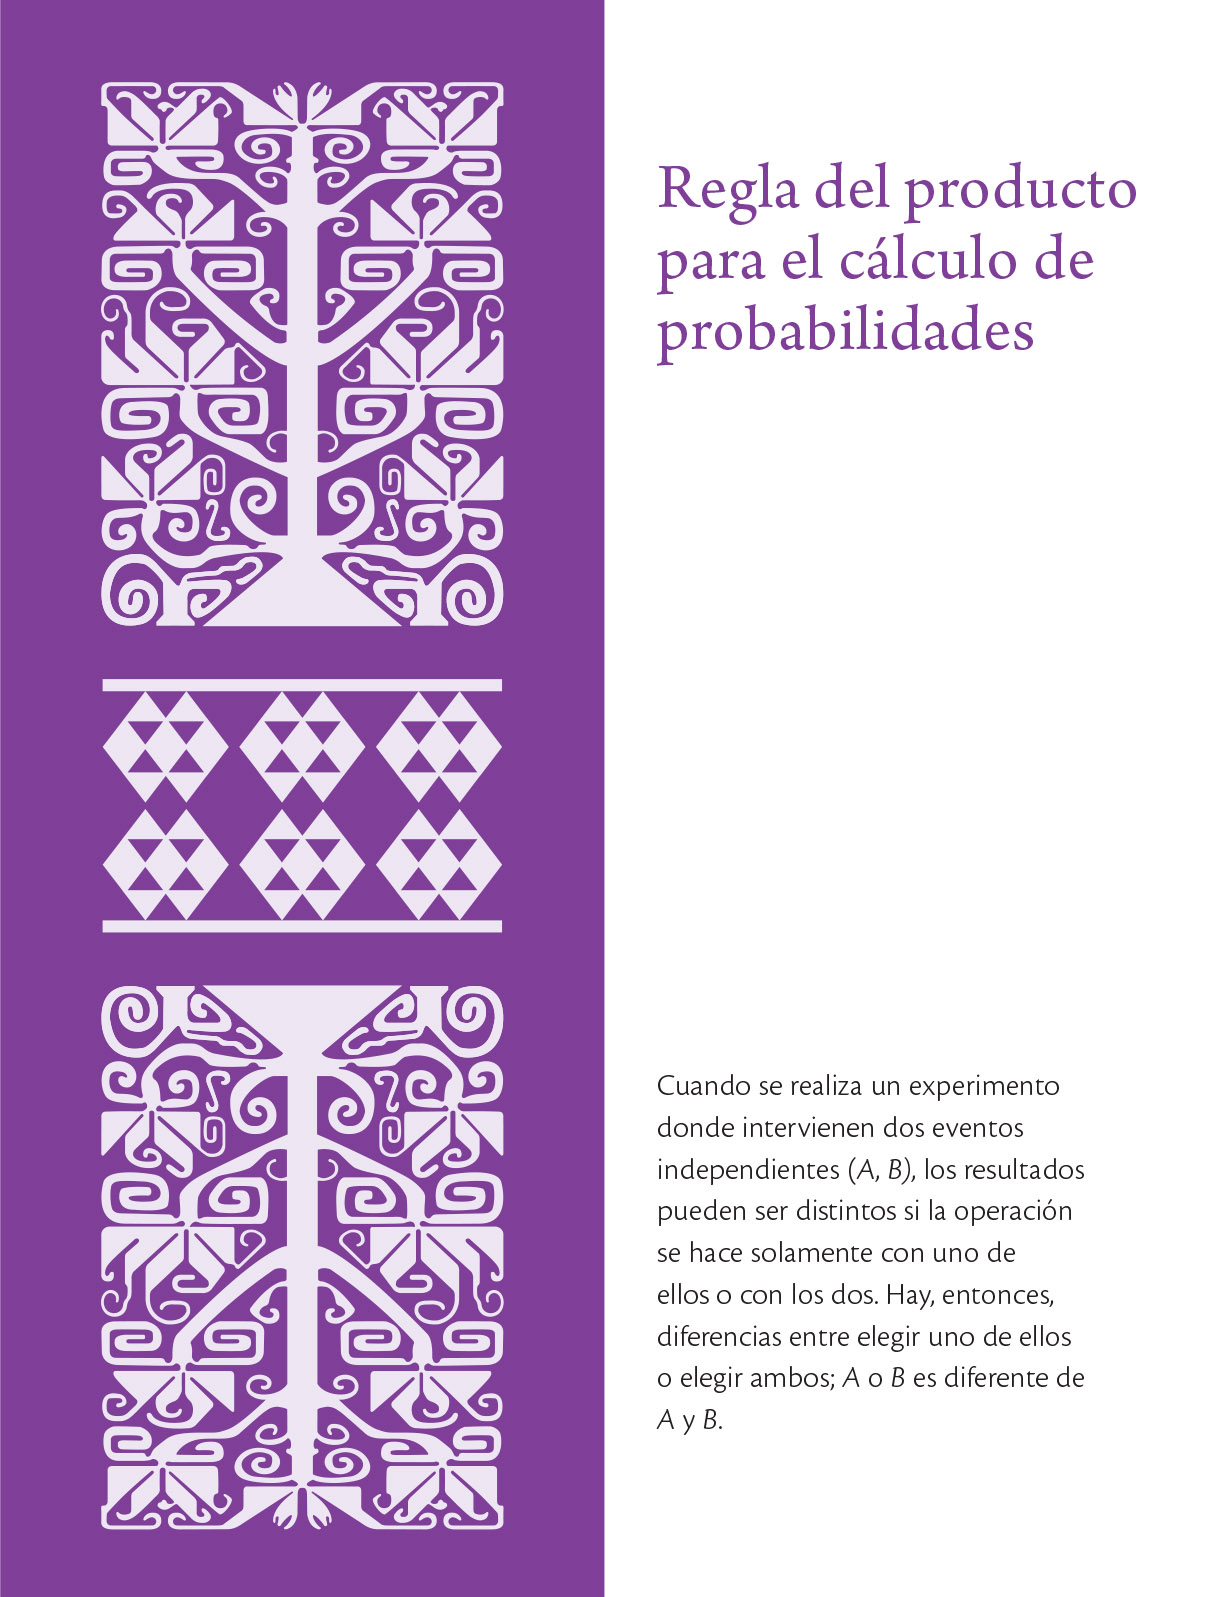 Regla del producto
para el cálculo de
probabilidades
Cuando se realiza un experimento
donde intervienen dos eventos
independientes (A, B), los resultados
pueden ser distintos si la operación
se hace solamente con uno de
ellos o con los dos. Hay, entonces,
diferencias entre elegir uno de ellos
o elegir ambos; A o B es diferente de
A y B.